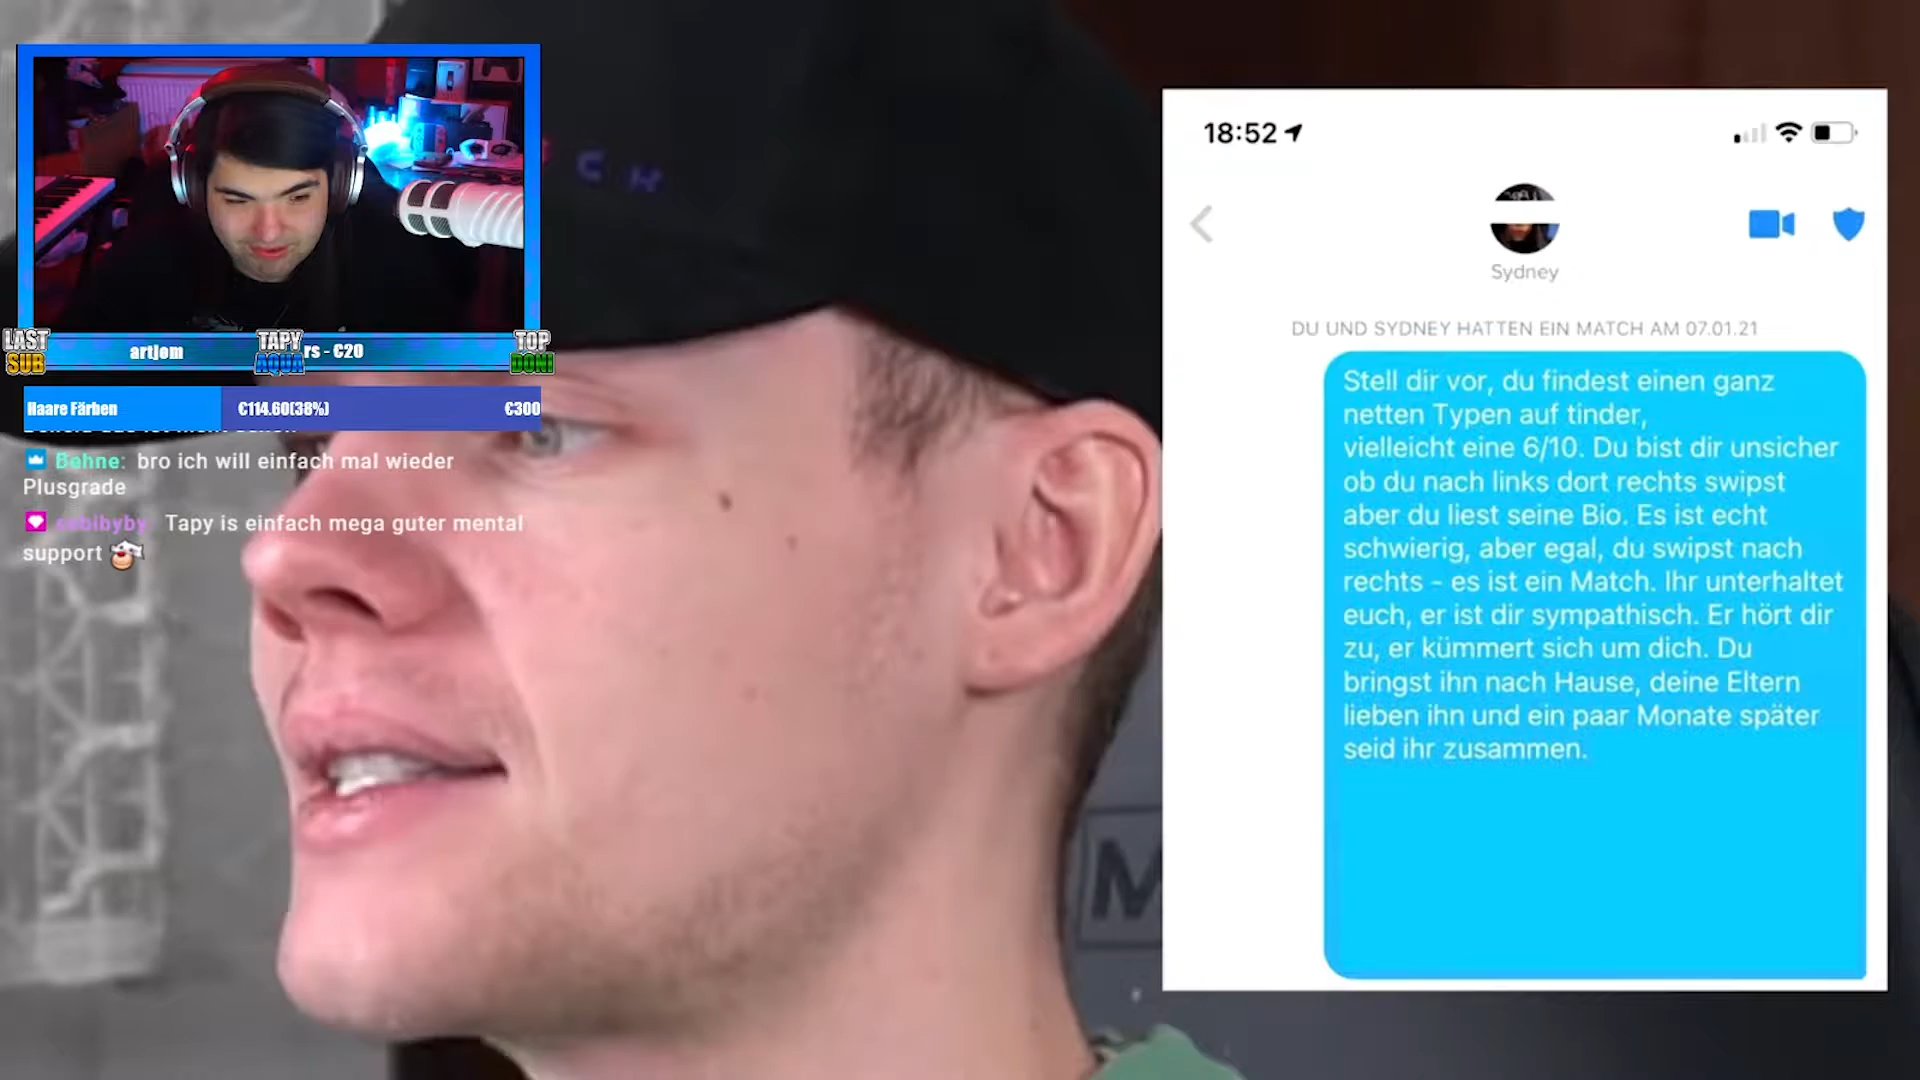 LAST
SUB
artjom
TAPY
AQUA
rs - €20
TOP
DONI
Haare Färben
€114.60(38%)
€300
Behne: bro ich will einfach mal wieder
Plusgrade
Tapy is einfach mega guter mental
support
C K
M
18:52
Sydney
DU UND SYDNEY HATTEN EIN MATCH AM 07.01.21
Stell dir vor, du findest einen ganz
netten Typen auf tinder,
vielleicht eine 6/10. Du bist dir unsicher
ob du nach links dort rechts swipst
aber du liest seine Bio. Es ist echt
schwierig, aber egal, du swipst nach
rechts - es ist ein Match. Ihr unterhaltet
euch, er ist dir sympathisch. Er hört dir
zu, er kümmert sich um dich. Du
bringst ihn nach Hause, deine Eltern
lieben ihn und ein paar Monate später
seid ihr zusammen.